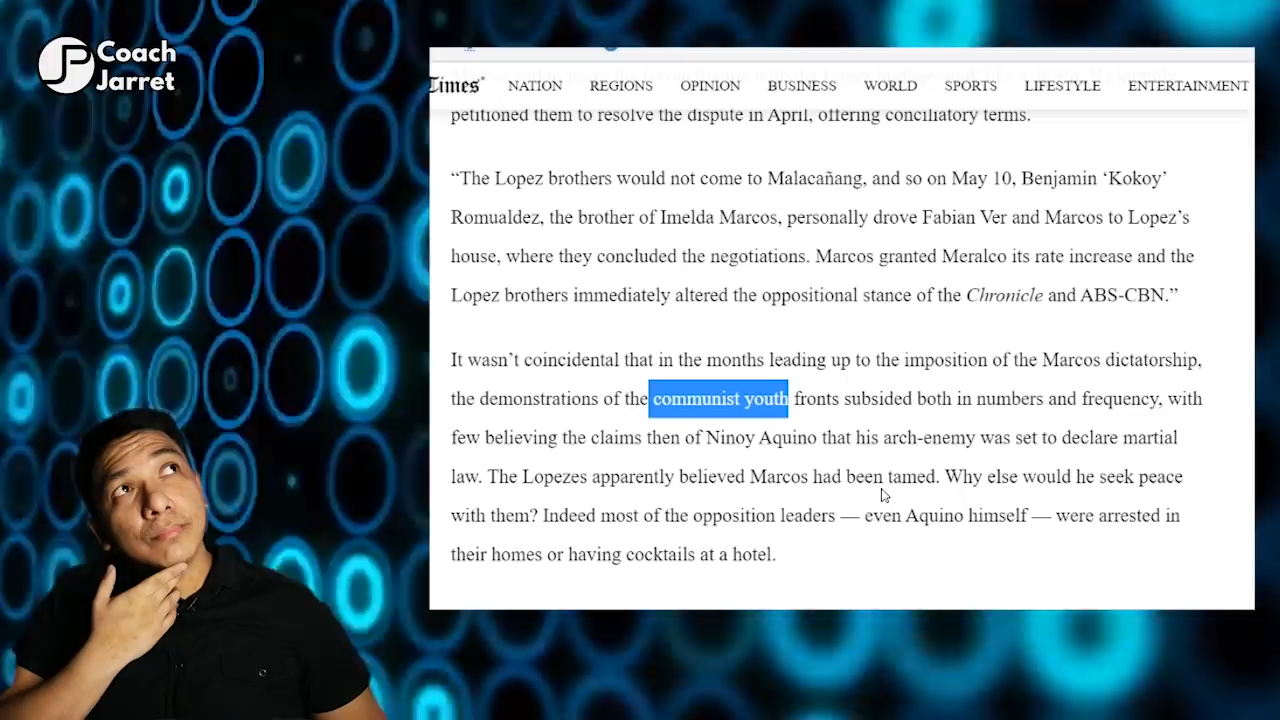 Coach
Jarret
Times
NATION REGIONS OPINION BUSINESS WORLD SPORTS LIFESTYLE ENTERTAINMENT
petitioned them to resolve the dispute in April, offering conciliatory terms.
“The Lopez brothers would not come to Malacañang, and so on May 10, Benjamin ‘Kokoy’
Romualdez, the brother of Imelda Marcos, personally drove Fabian Ver and Marcos to Lopez’s
house, where they concluded the negotiations. Marcos granted Meralco its rate increase and the
Lopez brothers immediately altered the oppositional stance of the Chronicle and ABS-CBN.”
It wasn’t coincidental that in the months leading up to the imposition of the Marcos dictatorship,
the demonstrations of the communist youth fronts subsided both in numbers and frequency, with
few believing the claims then of Ninoy Aquino that his arch-enemy was set to declare martial
law. The Lopezes apparently believed Marcos had been tamed. Why else would he seek peace
with them? Indeed most of the opposition leaders — even Aquino himself — were arrested in
their homes or having cocktails at a hotel.